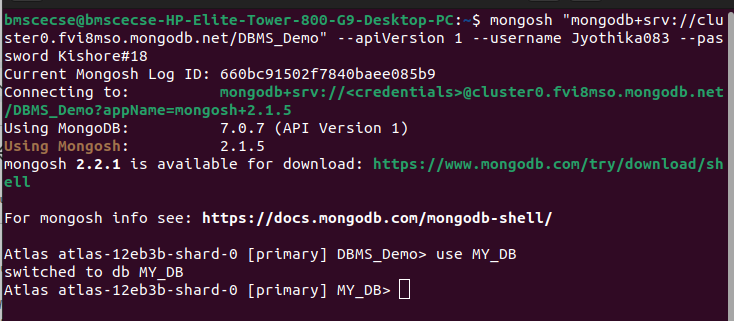 bmscecse@bmscecse-HP-Elite-Tower-800-G9-Desktop-PC:~$ mongosh "mongodb+srv://clu
ster0.fvi8mso.mongodb.net/DBMS_Demo" --apiVersion 1 --username Jyothika083 --pas
sword Kishore#18
Current Mongosh Log ID: 660bc91502f7840baee085b9
Connecting to:          mongodb+srv://<credentials>@cluster0.fvi8mso.mongodb.net
/DBMS_Demo?appName=mongosh+2.1.5
Using MongoDB:          7.0.7 (API Version 1)
Using Mongosh:          2.1.5
mongosh 2.2.1 is available for download: https://www.mongodb.com/try/download/sh
ell
For mongosh info see: https://docs.mongodb.com/mongodb-shell/
Atlas atlas-12eb3b-shard-0 [primary] DBMS_Demo> use MY_DB
switched to db MY_DB
Atlas atlas-12eb3b-shard-0 [primary] MY_DB>